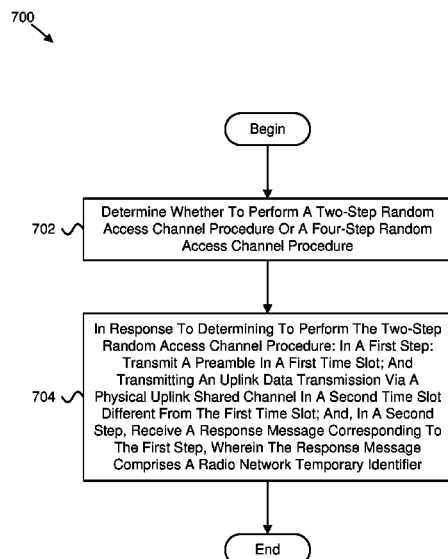 700
Begin
702
Determine Whether To Perform A Two-Step Random
Access Channel Procedure Or A Four-Step Random
Access Channel Procedure
704
In Response To Determining To Perform The Two-Step
Random Access Channel Procedure: In A First Step:
Transmit A Preamble In A First Time Slot; And
Transmitting An Uplink Data Transmission Via A
Physical Uplink Shared Channel In A Second Time Slot
Different From The First Time Slot; And, In A Second
Step, Receive A Response Message Corresponding To
The First Step, Wherein The Response Message
Comprises A Radio Network Temporary Identifier
End